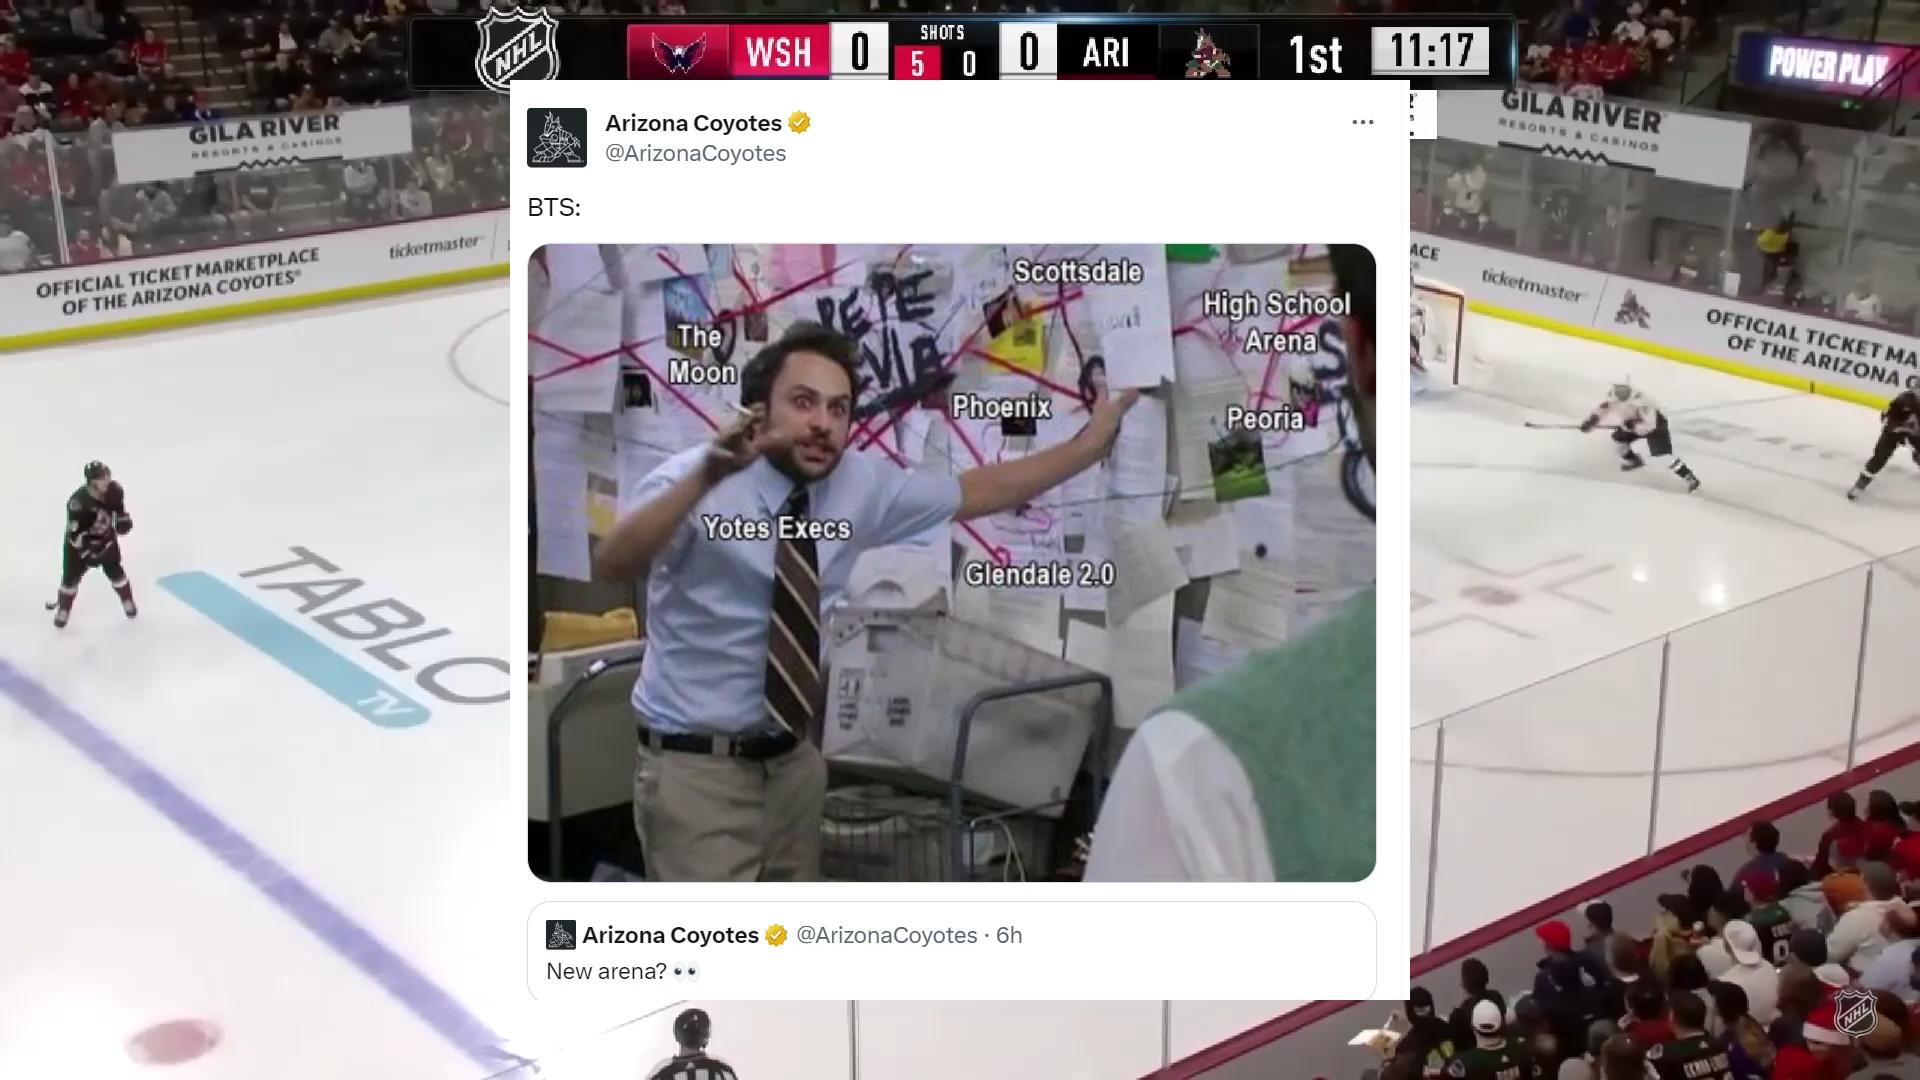 NHL
WSH
0
SHOTS
5
0
0
ARI
1st
11:17
POWER PLAY
GILA RIVER
RESORTS & CASINOS
GILA RIVER
RESORTS & CASINOS
OFFICIAL TICKET MARKETPLACE
OF THE ARIZONA COYOTES
ticketmaster
ACE
ticketmaster
OFFICIAL TICKET MA
OF THE ARIZONA C
TABLO
TV
Arizona Coyotes
@ArizonaCoyotes
BTS:
PEPE
SILVIA
Scottsdale
High School
Arena
The
Moon
Phoenix
Peoria
Yotes Execs
Glendale 2.0
Arizona Coyotes @ArizonaCoyotes · 6h
New arena? 👀
NHL